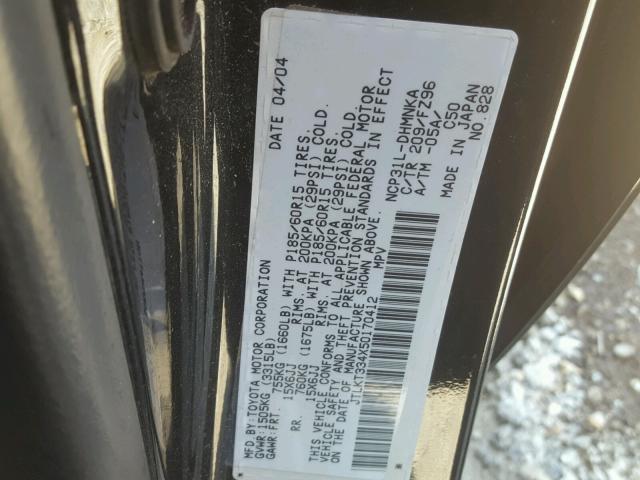 MFD.BY:TOYOTA MOTOR CORPORATION DATE 04/04
GVWR:1505KG (3315LB)
GAWR:FRT. 755KG (1660LB) WITH P185/60R15 TIRES,
15X6JJ RIMS, AT 200KPA (29PSI) COLD.
RR. 760KG (1675LB) WITH P185/60R15 TIRES,
15X6JJ RIMS, AT 200KPA (29PSI) COLD.
THIS VEHICLE CONFORMS TO ALL APPLICABLE FEDERAL MOTOR
VEHICLE SAFETY AND THEFT PREVENTION STANDARDS IN EFFECT
ON THE DATE OF MANUFACTURE SHOWN ABOVE.
JTLKT334X50170412 MPV
NCP31L-DHMNKA
C/TR 209/FZ96
A/TM -05A/ C50
MADE IN JAPAN
NO.828